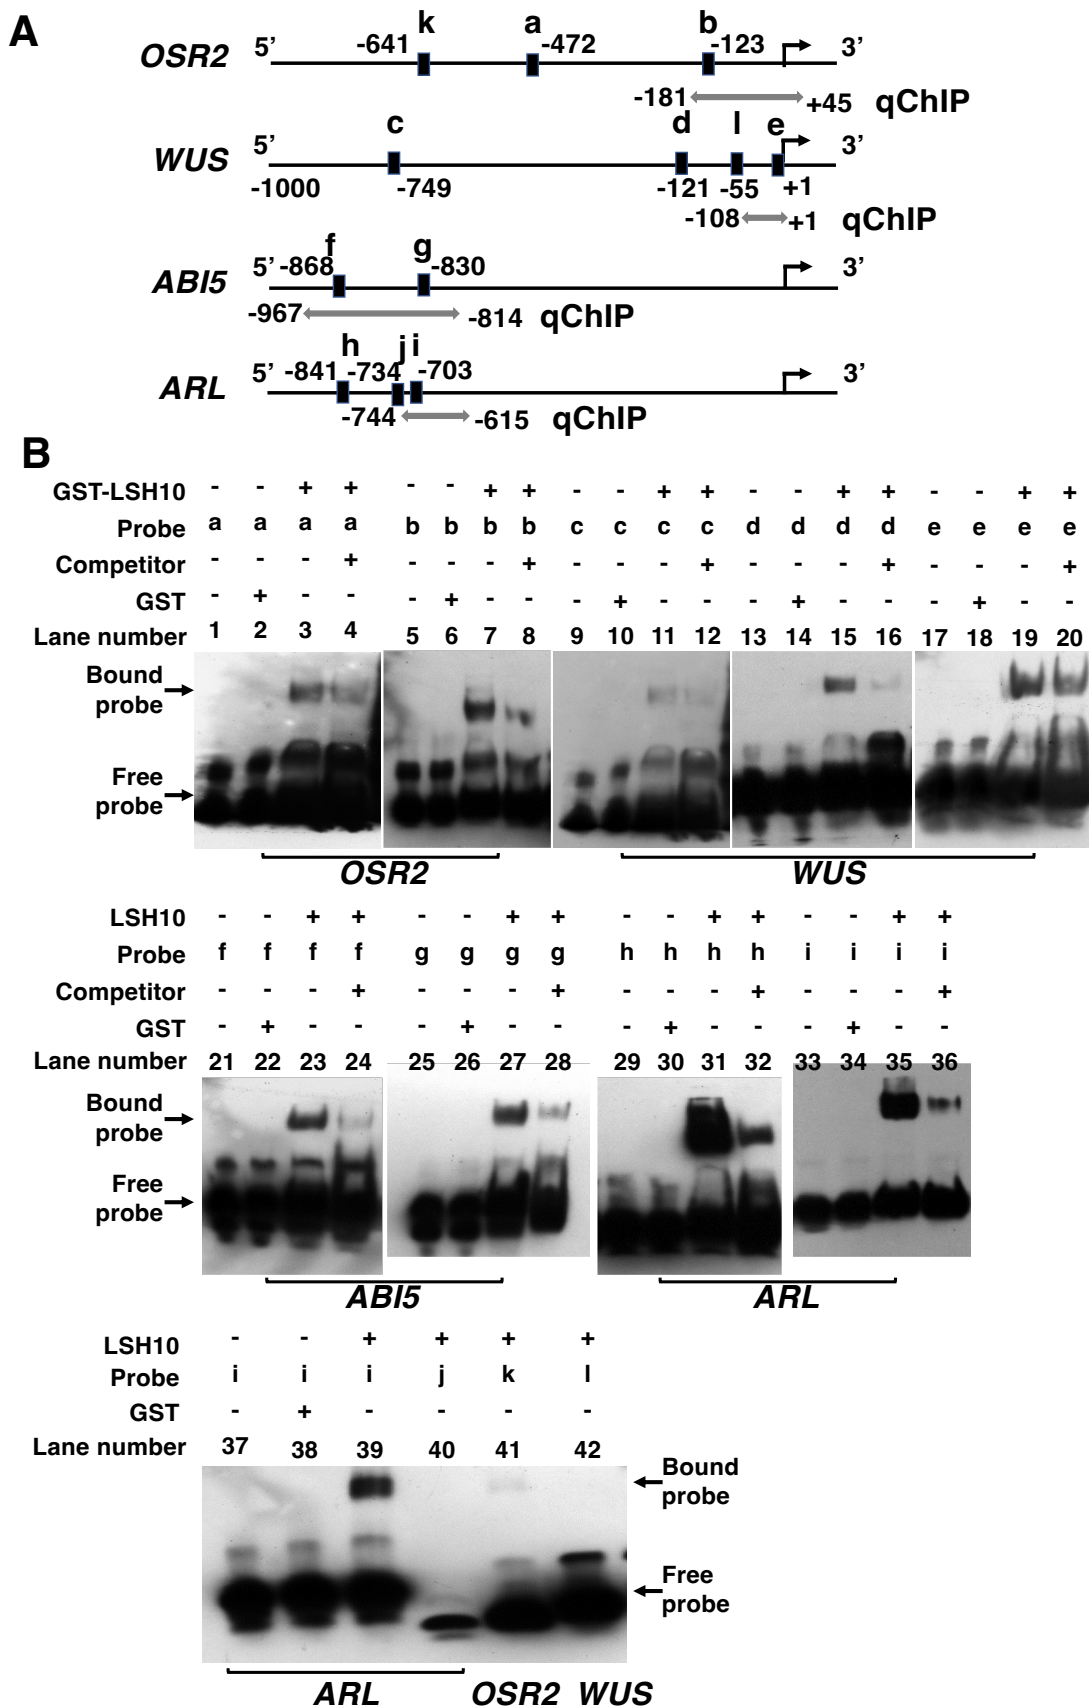 A
k a b
OSR2 5’ -641 -472 -123 3’
-181 +45 qChIP
c d l e
WUS 5’ 3’
-1000 -749 -121 -55 +1
-108 +1 qChIP
f g
ABI5 5’ -868 -830 3’
-967 -814 qChIP
h j i
ARL 5’ -841 -734 -703 3’
-744 -615 qChIP
B
GST-LSH10 - - + + - - + + - - + + - - + + - - + +
Probe a a a a b b b b c c c c d d d d e e e e
Competitor - - - + - - - + - - - + - - - + - - - +
GST - + - - - + - - - + - - - + - - - + - -
Lane number 1 2 3 4 5 6 7 8 9 10 11 12 13 14 15 16 17 18 19 20
Bound probe
Free probe
OSR2 WUS
LSH10 - - + + - - + + - - + + - - + +
Probe f f f f g g g g h h h h i i i i
Competitor - - - + - - - + - - - + - - - +
GST - + - - - + - - - + - - - + - -
Lane number 21 22 23 24 25 26 27 28 29 30 31 32 33 34 35 36
Bound probe
Free probe
ABI5 ARL
LSH10 - - + + + +
Probe i i i j k l
GST - + - - - -
Lane number 37 38 39 40 41 42
Bound probe
Free probe
ARL OSR2 WUS